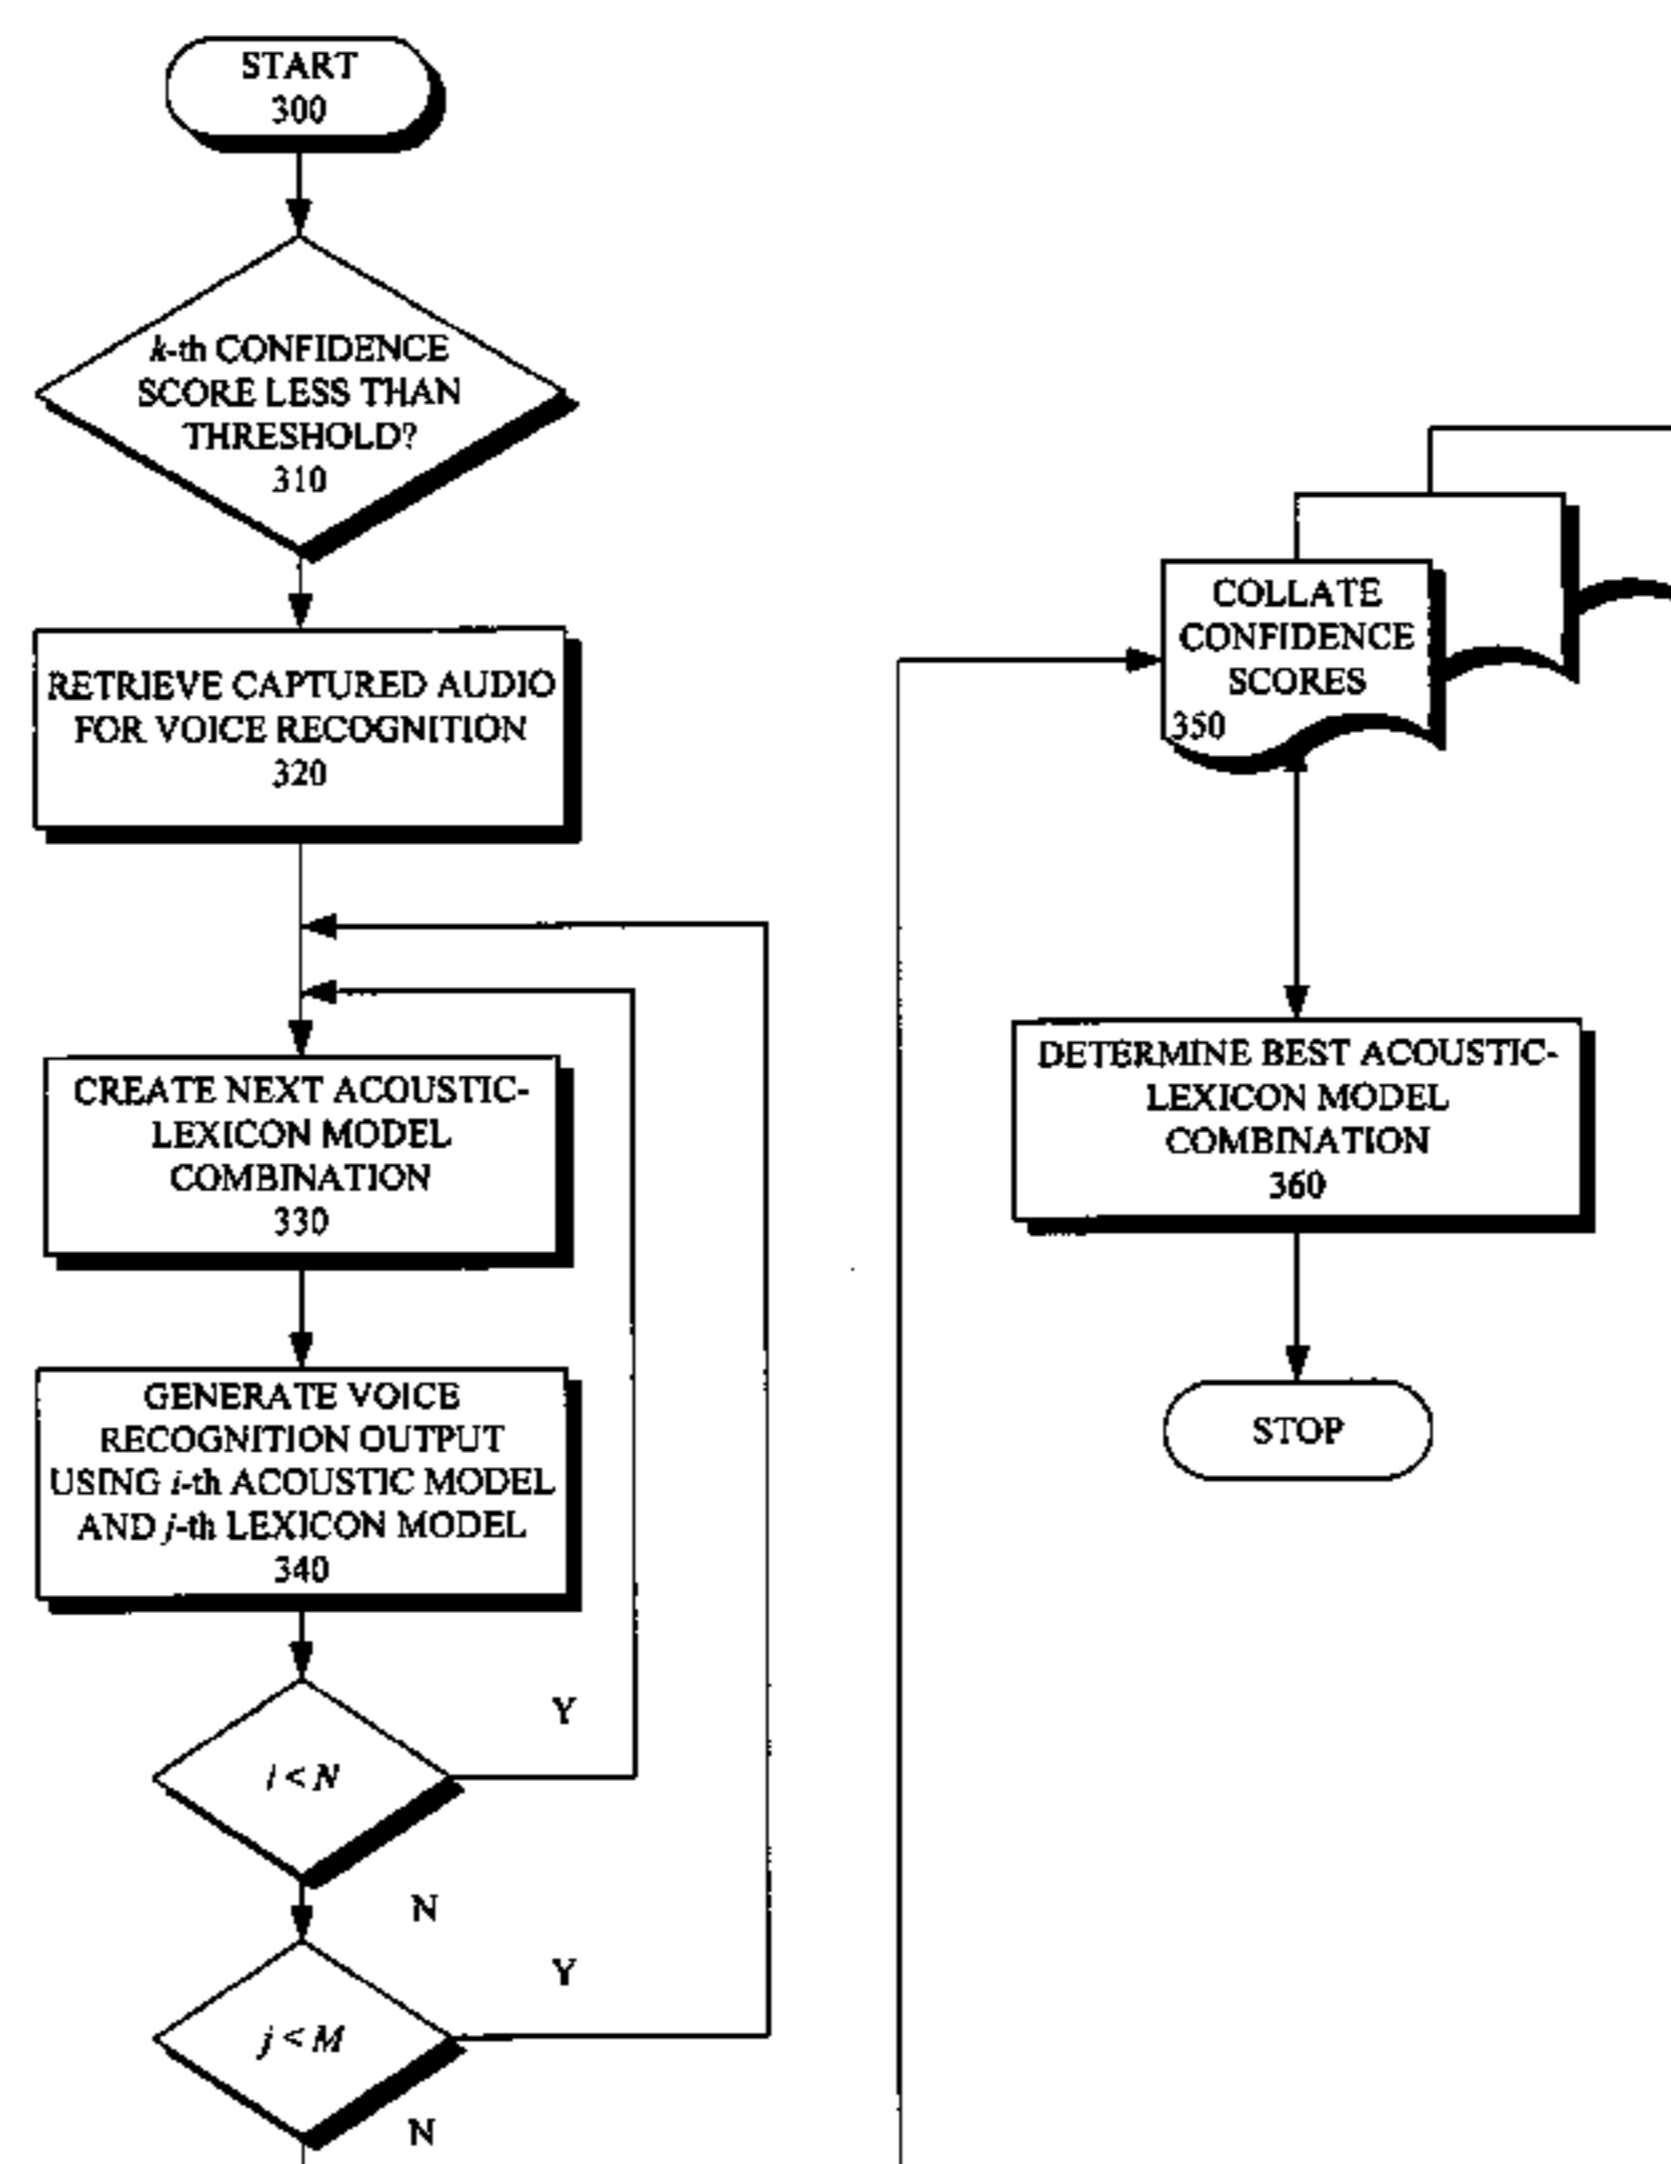 START
300
k-th CONFIDENCE
SCORE LESS THAN
THRESHOLD?
310
RETRIEVE CAPTURED AUDIO
FOR VOICE RECOGNITION
320
CREATE NEXT ACOUSTIC-
LEXICON MODEL
COMBINATION
330
GENERATE VOICE
RECOGNITION OUTPUT
USING i-th ACOUSTIC MODEL
AND j-th LEXICON MODEL
340
Y
i < N
N
Y
j < M
N
COLLATE
CONFIDENCE
SCORES
350
DETERMINE BEST ACOUSTIC-
LEXICON MODEL
COMBINATION
360
STOP